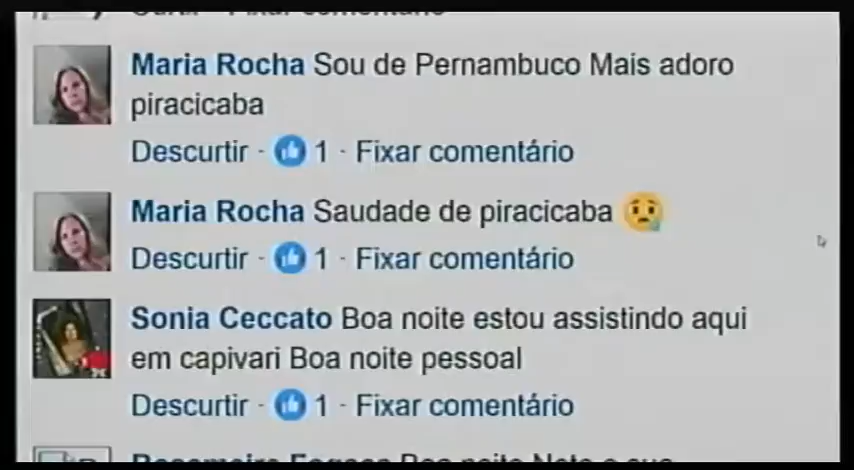 Maria Rocha Sou de Pernambuco Mais adoro
piracicaba
Descurtir · 1 · Fixar comentário
Maria Rocha Saudade de piracicaba 😢
Descurtir · 1 · Fixar comentário
Sonia Ceccato Boa noite estou assistindo aqui
em capivari Boa noite pessoal
Descurtir · 1 · Fixar comentário